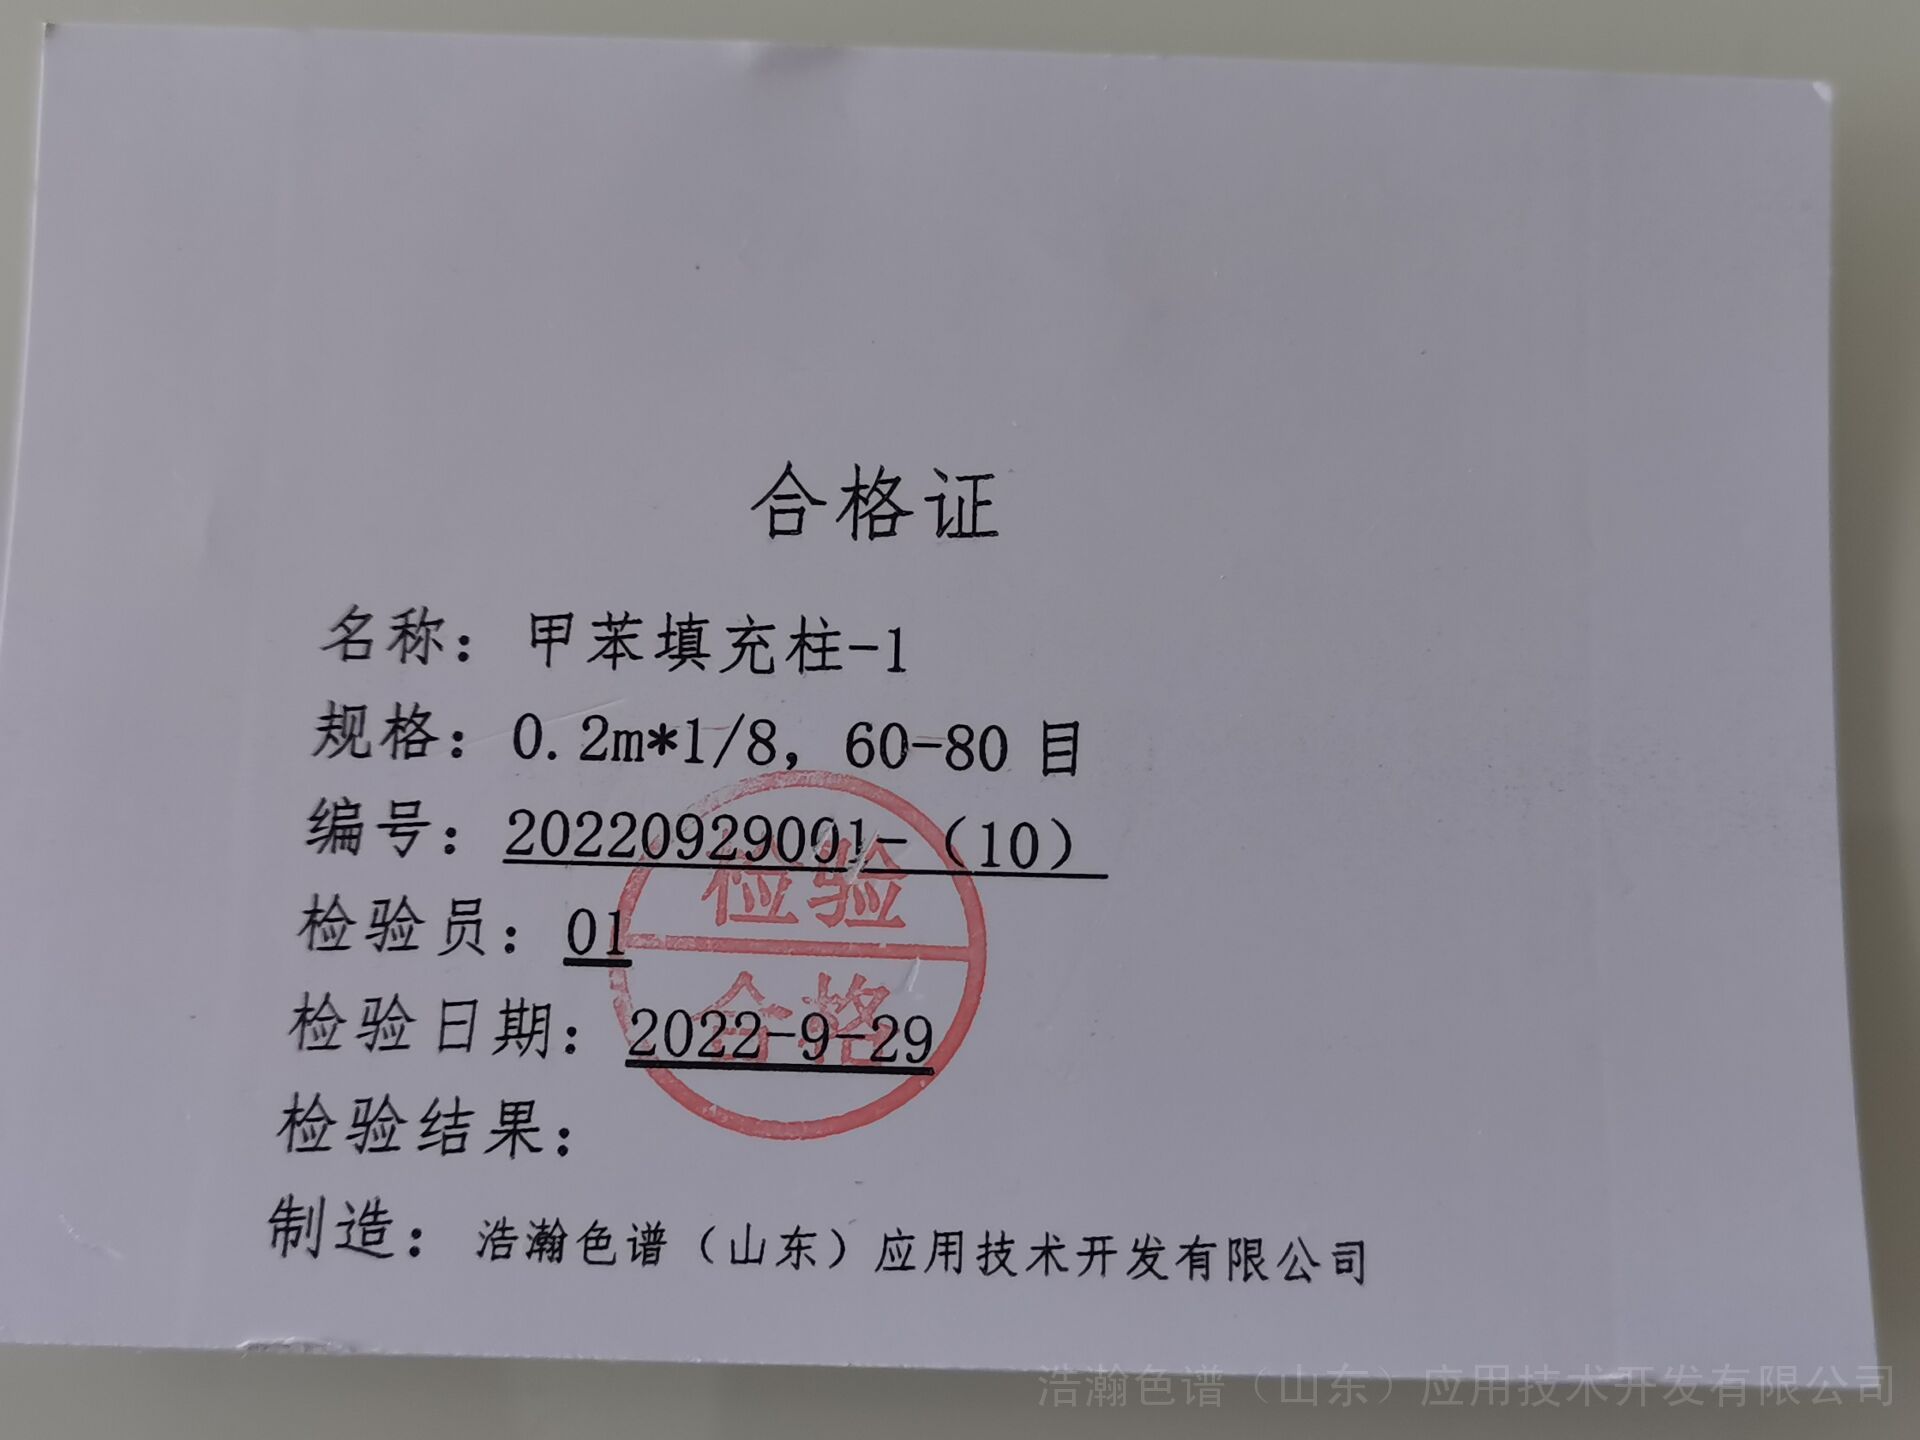 合格证
名称：甲苯填充柱-1
规格：0.2m*1/8，60-80 目
编号：20220929001-（10）
检验
检验员：01
合格
检验日期：2022-9-29
检验结果：
制造：浩瀚色谱（山东）应用技术开发有限公司
浩瀚色谱（山东）应用技术开发有限公司